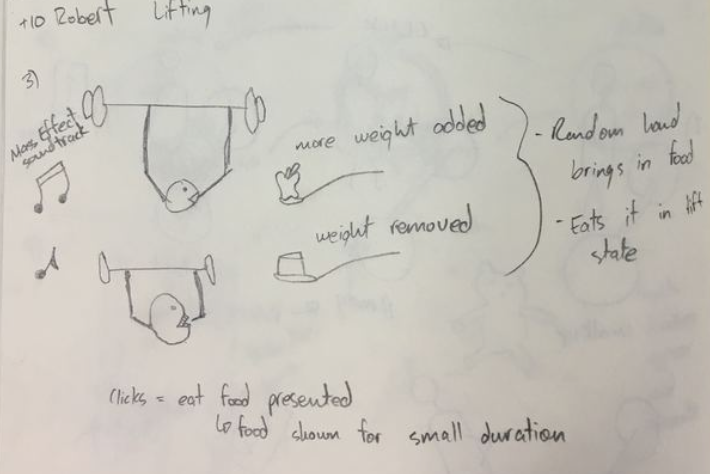 +10 Robert Lifting
3)
Mass Effect
soundtrack
more weight added
weight removed
- Random hand
brings in food
- Eats it in lift
state
Clicks = eat food presented
↳ food shown for small duration